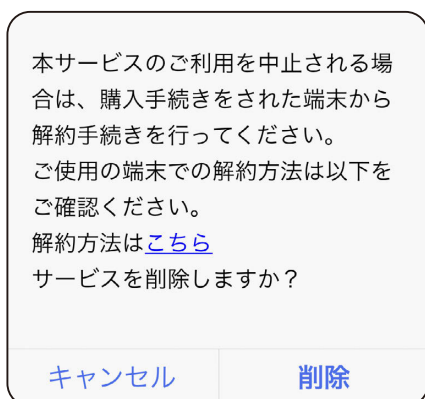 本サービスのご利用を中止される場
合は、購入手続きをされた端末から
解約手続きを行ってください。
ご使用の端末での解約方法は以下を
ご確認ください。
解約方法はこちら
サービスを削除しますか？
キャンセル
削除